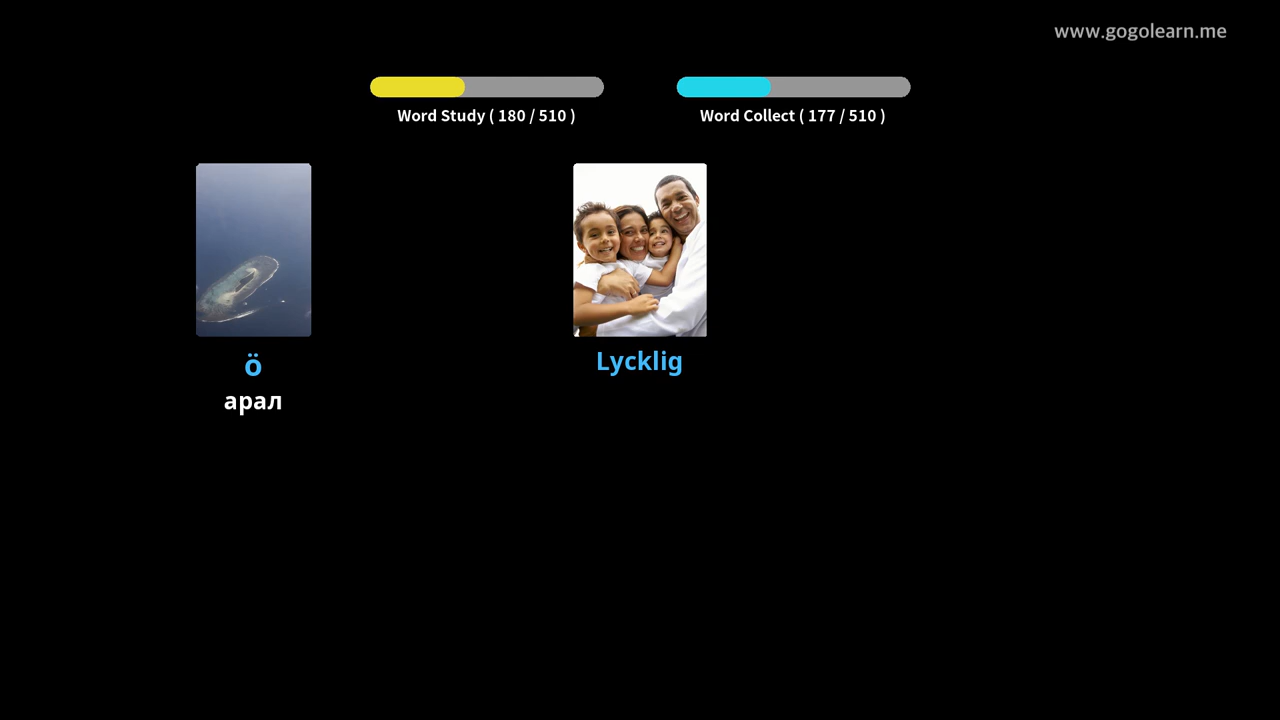 www.gogolearn.me
Word Study ( 180 / 510 )
Word Collect ( 177 / 510 )
ö
арал
Lycklig